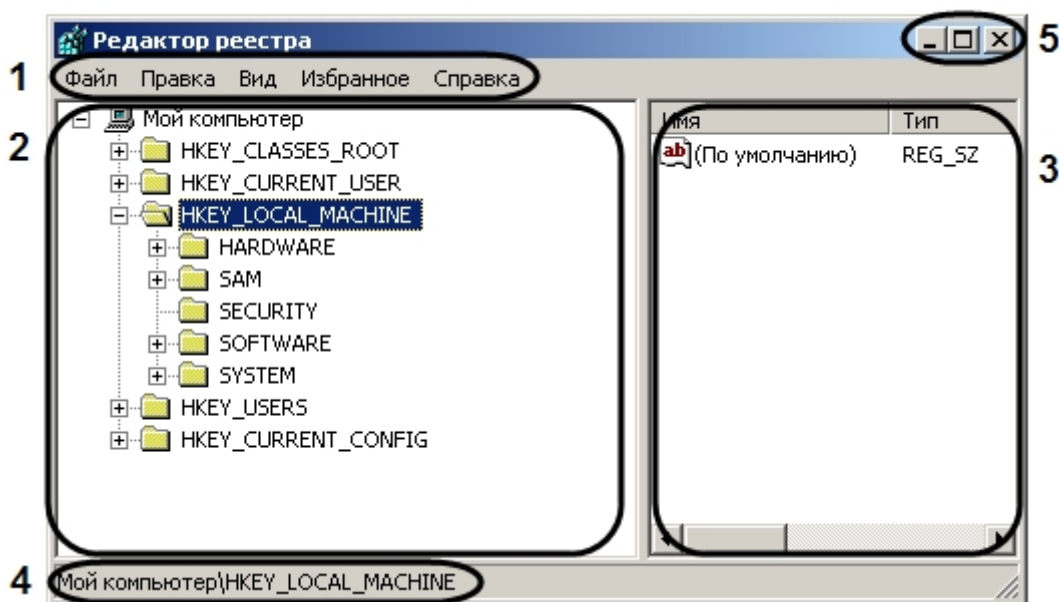 Редактор реестра
5
1
Файл Правка Вид Избранное Справка
2
Мой компьютер
HKEY_CLASSES_ROOT
HKEY_CURRENT_USER
HKEY_LOCAL_MACHINE
HARDWARE
SAM
SECURITY
SOFTWARE
SYSTEM
HKEY_USERS
HKEY_CURRENT_CONFIG
Имя Тип
ab (По умолчанию) REG_SZ
3
4
Мой компьютер\HKEY_LOCAL_MACHINE